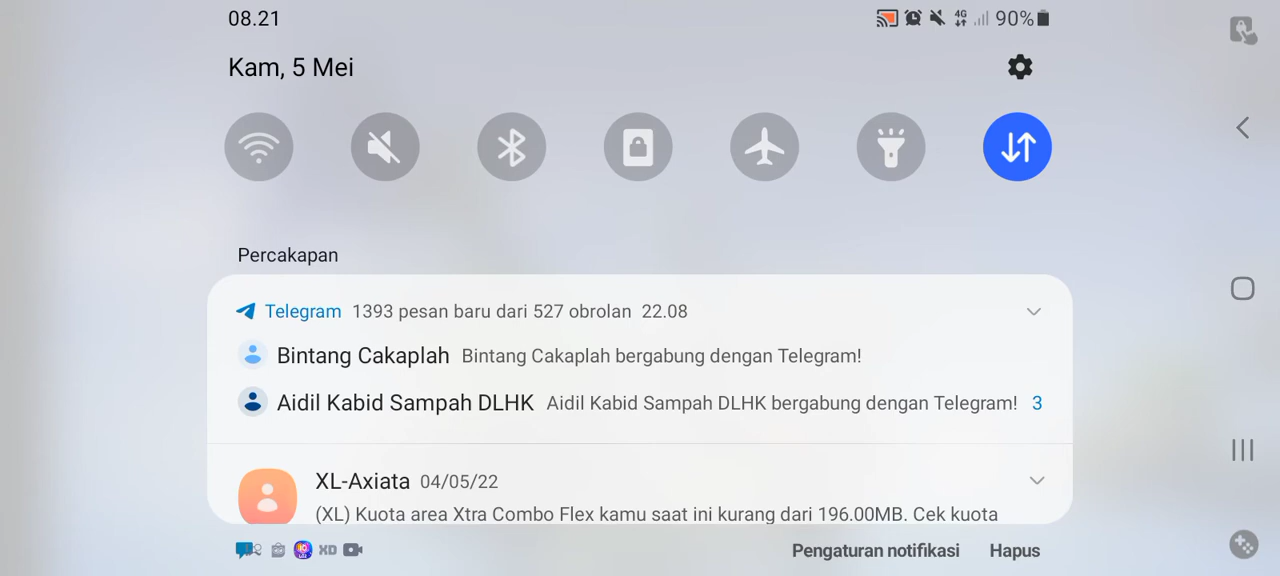 08.21
4G
90%
Kam, 5 Mei
Percakapan
Telegram 1393 pesan baru dari 527 obrolan 22.08
Bintang Cakaplah Bintang Cakaplah bergabung dengan Telegram!
Aidil Kabid Sampah DLHK Aidil Kabid Sampah DLHK bergabung dengan Telegram! 3
XL-Axiata 04/05/22
(XL) Kuota area Xtra Combo Flex kamu saat ini kurang dari 196.00MB. Cek kuota
XD
Pengaturan notifikasi Hapus